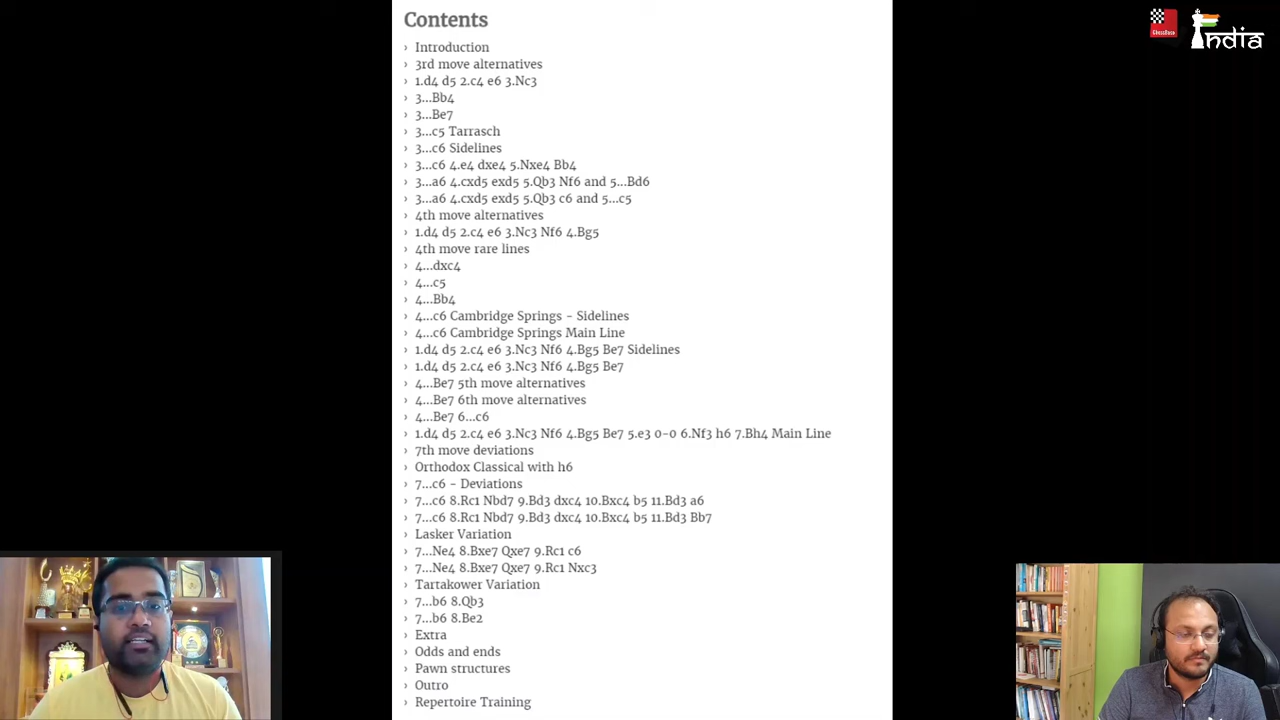 Contents
› Introduction
› 3rd move alternatives
› 1.d4 d5 2.c4 e6 3.Nc3
› 3...Bb4
› 3...Be7
› 3...c5 Tarrasch
› 3...c6 Sidelines
› 3...c6 4.e4 dxe4 5.Nxe4 Bb4
› 3...a6 4.cxd5 exd5 5.Qb3 Nf6 and 5...Bd6
› 3...a6 4.cxd5 exd5 5.Qb3 c6 and 5...c5
› 4th move alternatives
› 1.d4 d5 2.c4 e6 3.Nc3 Nf6 4.Bg5
› 4th move rare lines
› 4...dxc4
› 4...c5
› 4...Bb4
› 4...c6 Cambridge Springs - Sidelines
› 4...c6 Cambridge Springs Main Line
› 1.d4 d5 2.c4 e6 3.Nc3 Nf6 4.Bg5 Be7 Sidelines
› 1.d4 d5 2.c4 e6 3.Nc3 Nf6 4.Bg5 Be7
› 4...Be7 5th move alternatives
› 4...Be7 6th move alternatives
› 4...Be7 6...c6
› 1.d4 d5 2.c4 e6 3.Nc3 Nf6 4.Bg5 Be7 5.e3 0-0 6.Nf3 h6 7.Bh4 Main Line
› 7th move deviations
› Orthodox Classical with h6
› 7...c6 - Deviations
› 7...c6 8.Rc1 Nbd7 9.Bd3 dxc4 10.Bxc4 b5 11.Bd3 a6
› 7...c6 8.Rc1 Nbd7 9.Bd3 dxc4 10.Bxc4 b5 11.Bd3 Bb7
› Lasker Variation
› 7...Ne4 8.Bxe7 Qxe7 9.Rc1 c6
› 7...Ne4 8.Bxe7 Qxe7 9.Rc1 Nxc3
› Tartakower Variation
› 7...b6 8.Qb3
› 7...b6 8.Be2
› Extra
› Odds and ends
› Pawn structures
› Outro
› Repertoire Training
ChessBase
India